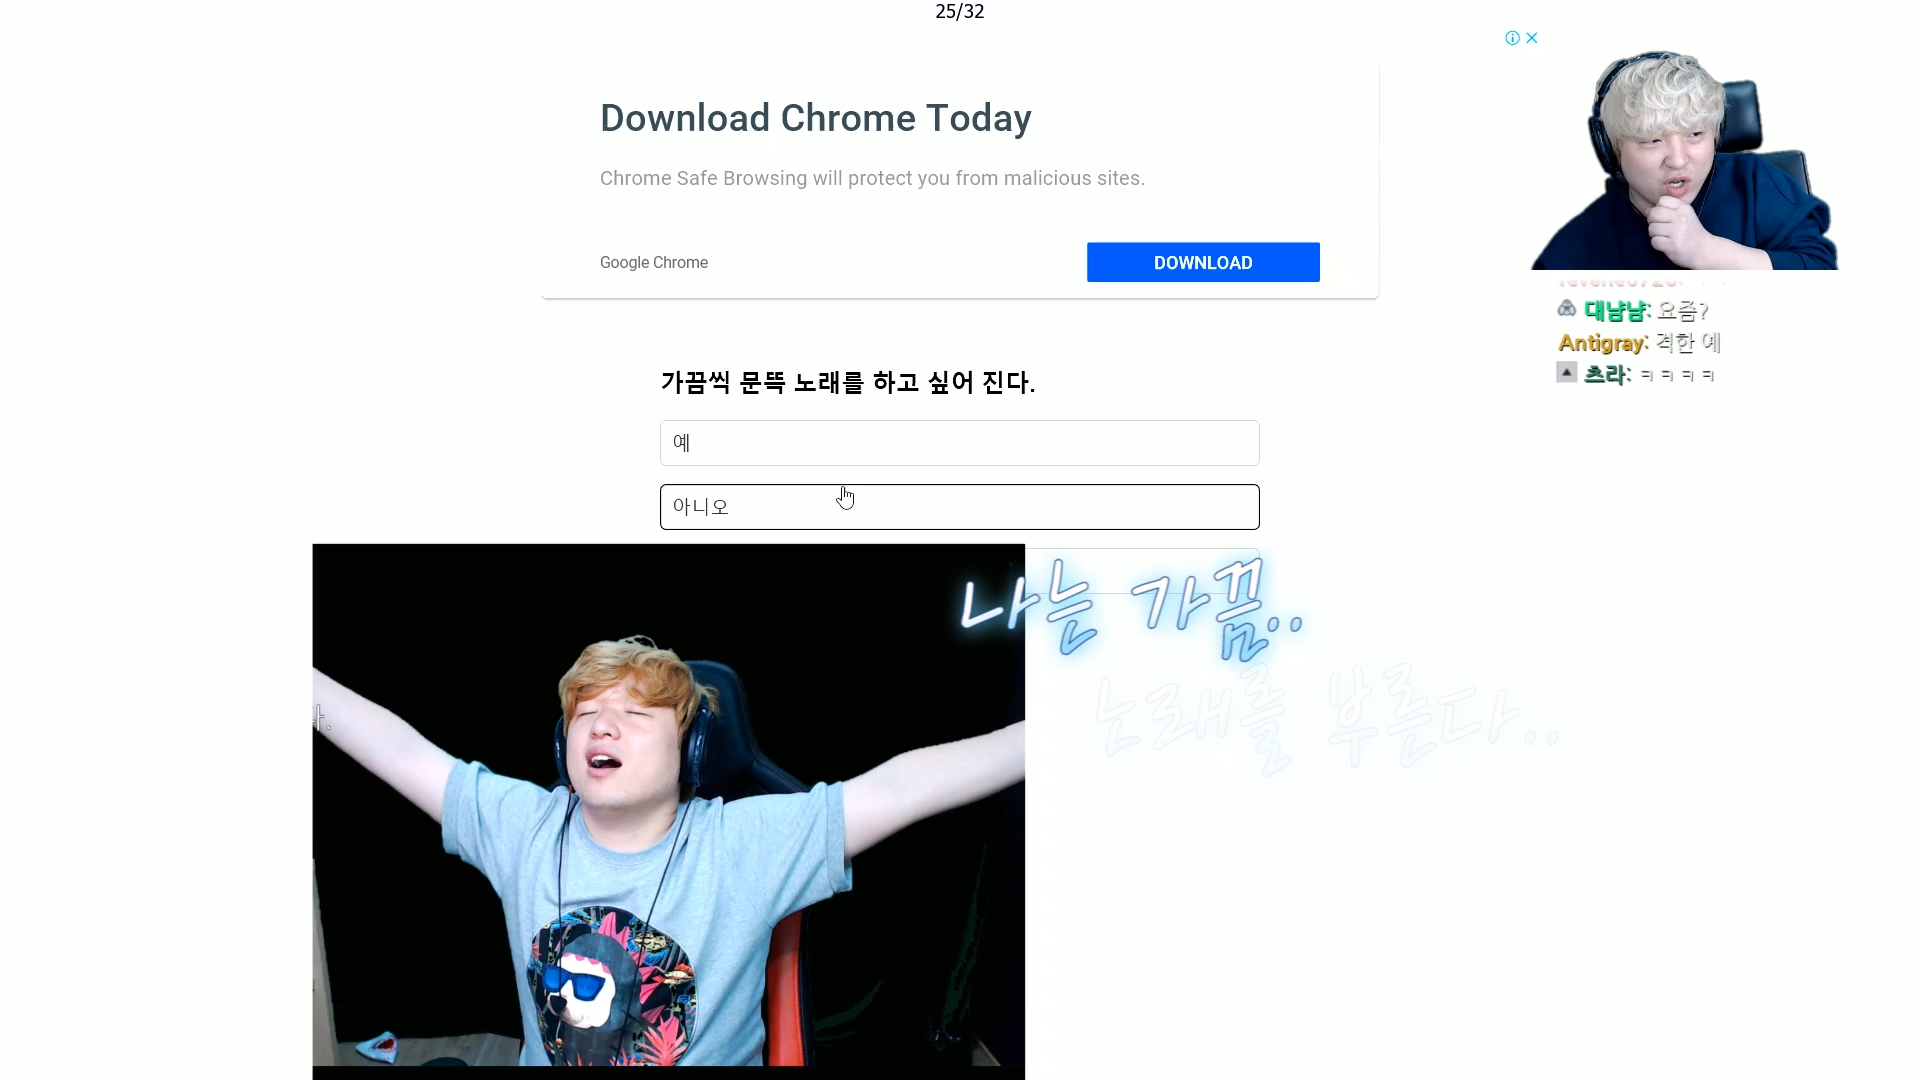 25/32
Download Chrome Today
Chrome Safe Browsing will protect you from malicious sites.
Google Chrome
DOWNLOAD
대냠냠: 요즘?
Antigray: 격한 예
츠라: ㅋㅋㅋㅋ
가끔씩 문뜩 노래를 하고 싶어 진다.
예
아니오
나는 가끔..
노래를 부른다..